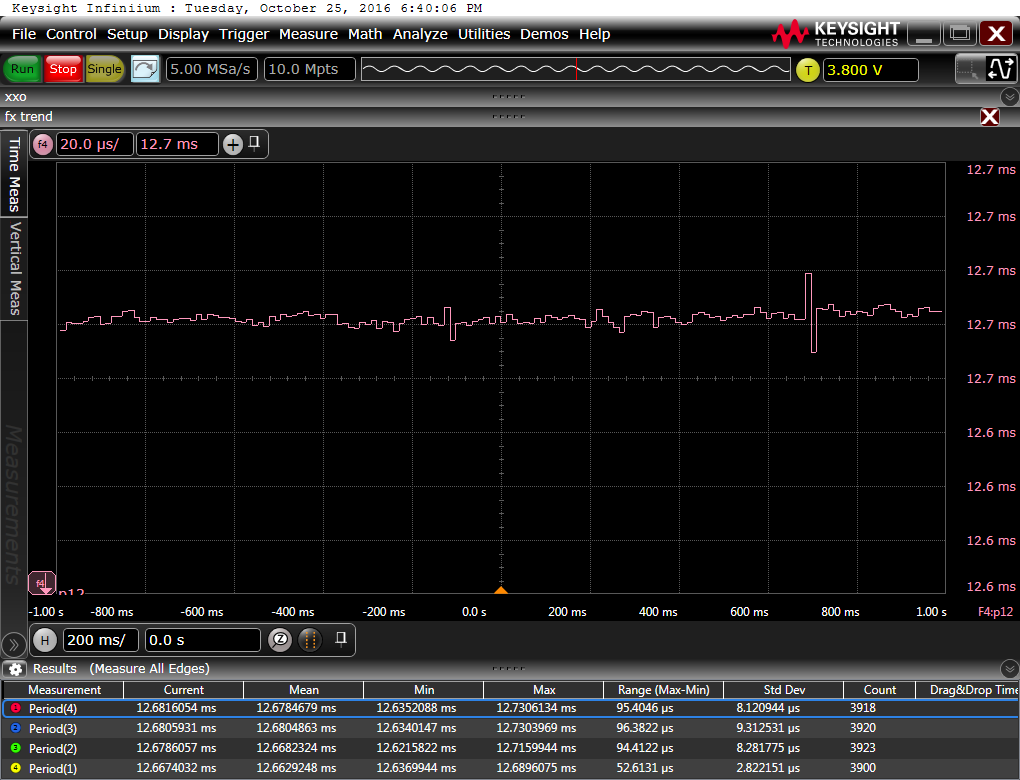 Keysight Infiniium : Tuesday, October 25, 2016 6:40:06 PM
File Control Setup Display Trigger Measure Math Analyze Utilities Demos Help
KEYSIGHT
TECHNOLOGIES
Run Stop Single 5.00 MSa/s 10.0 Mpts T 3.800 V
xxo
fx trend
Time Meas
Vertical Meas
Measurements
f4 20.0 µs/ 12.7 ms
12.7 ms
12.7 ms
12.7 ms
12.7 ms
12.7 ms
12.6 ms
12.6 ms
12.6 ms
12.6 ms
f4 p12
-1.00 s -800 ms -600 ms -400 ms -200 ms 0.0 s 200 ms 400 ms 600 ms 800 ms 1.00 s F4:p12
H 200 ms/ 0.0 s Z
Results (Measure All Edges)
Measurement Current Mean Min Max Range (Max-Min) Std Dev Count Drag&Drop Time
1 Period(4) 12.6816054 ms 12.6784679 ms 12.6352088 ms 12.7306134 ms 95.4046 µs 8.120944 µs 3918
2 Period(3) 12.6805931 ms 12.6804863 ms 12.6340147 ms 12.7303969 ms 96.3822 µs 9.312531 µs 3920
3 Period(2) 12.6786057 ms 12.6682324 ms 12.6215822 ms 12.7159944 ms 94.4122 µs 8.281775 µs 3923
4 Period(1) 12.6674032 ms 12.6629248 ms 12.6369944 ms 12.6896075 ms 52.6131 µs 2.822151 µs 3900